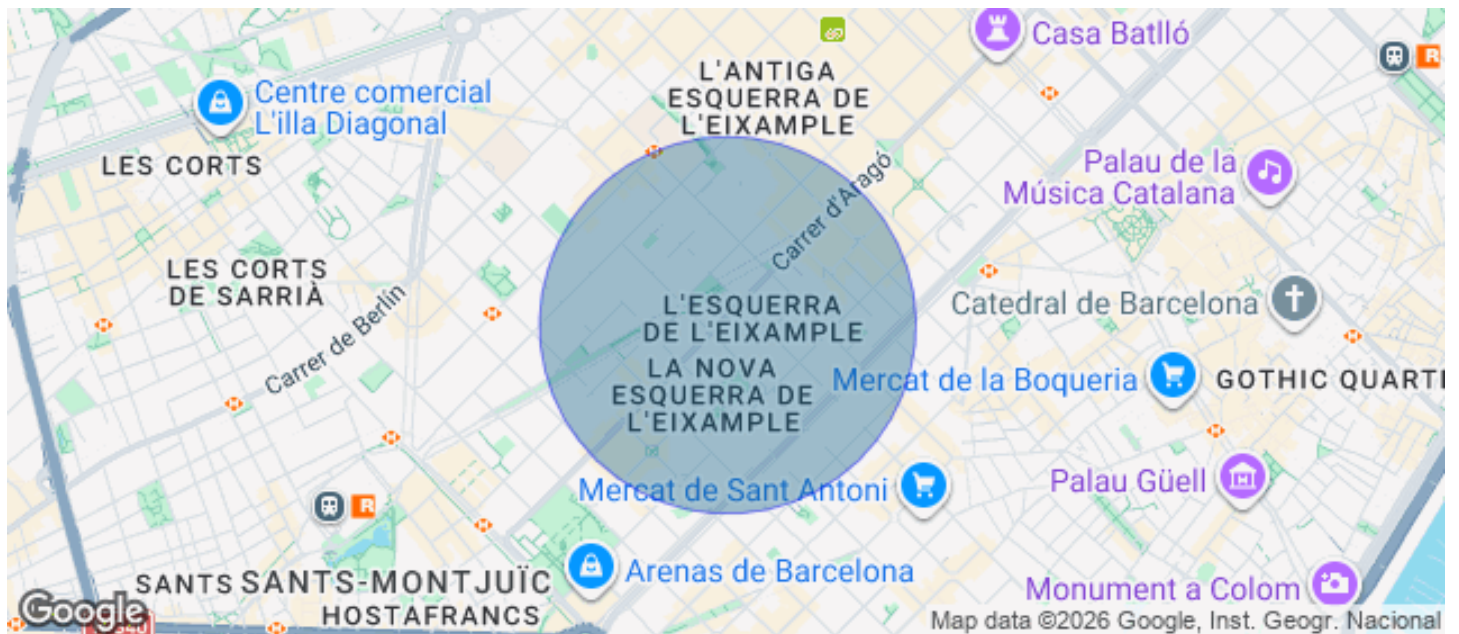 Casa Batlló
R
L'ANTIGA
ESQUERRA DE
L'EIXAMPLE
Centre comercial
L'illa Diagonal
LES CORTS
Palau de la
Música Catalana
Carrer d'Aragó
LES CORTS
DE SARRIÀ
Carrer de Berlín
L'ESQUERRA
DE L'EIXAMPLE
Catedral de Barcelona
LA NOVA
ESQUERRA DE
L'EIXAMPLE
Mercat de la Boqueria
GOTHIC QUARTE
Mercat de Sant Antoni
Palau Güell
R
Arenas de Barcelona
SANTS
SANTS-MONTJUÏC
HOSTAFRANCS
Monument a Colom
Google
Map data ©2026 Google, Inst. Geogr. Nacional